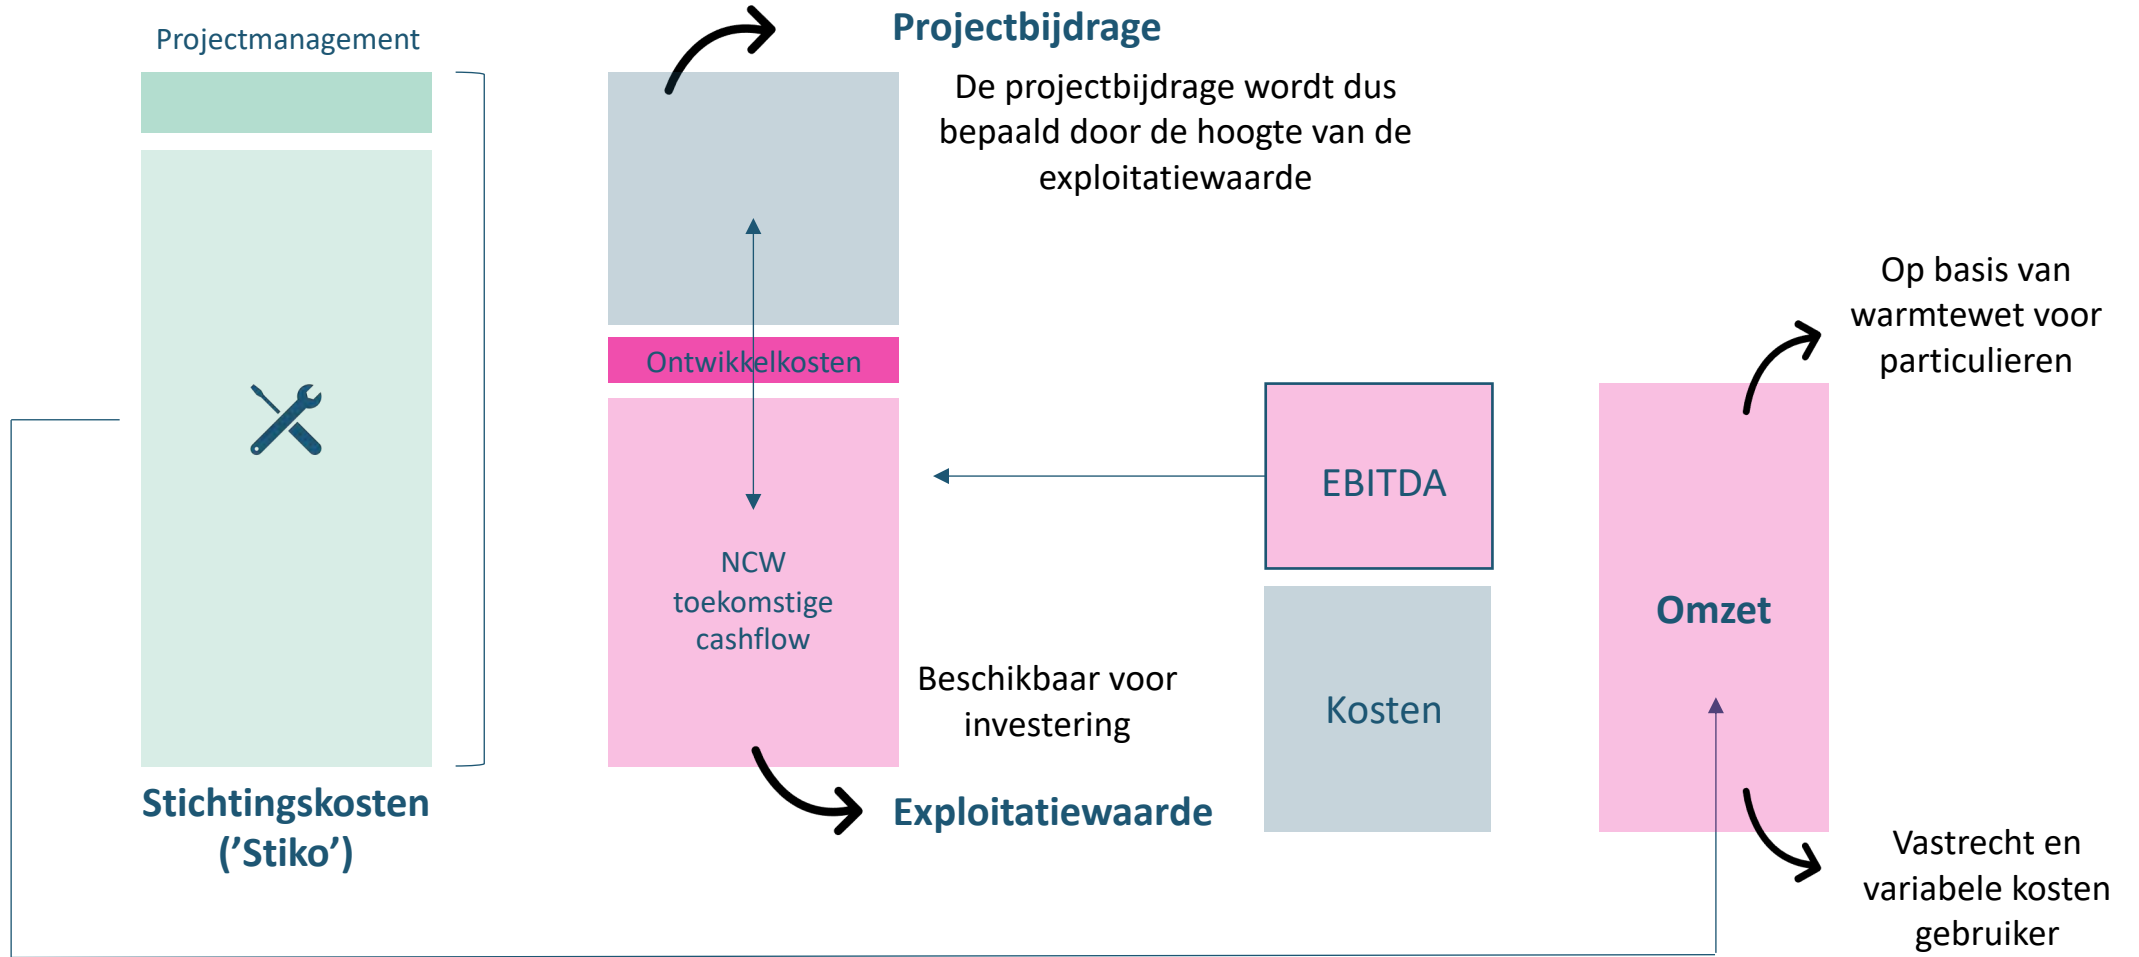 Projectmanagement
Stichtingskosten
(’Stiko’)
Projectbijdrage
De projectbijdrage wordt dus
bepaald door de hoogte van de
exploitatiewaarde
Ontwikkelkosten
NCW
toekomstige
cashflow
Beschikbaar voor
investering
Exploitatiewaarde
EBITDA
Kosten
Omzet
Op basis van
warmtewet voor
particulieren
Vastrecht en
variabele kosten
gebruiker